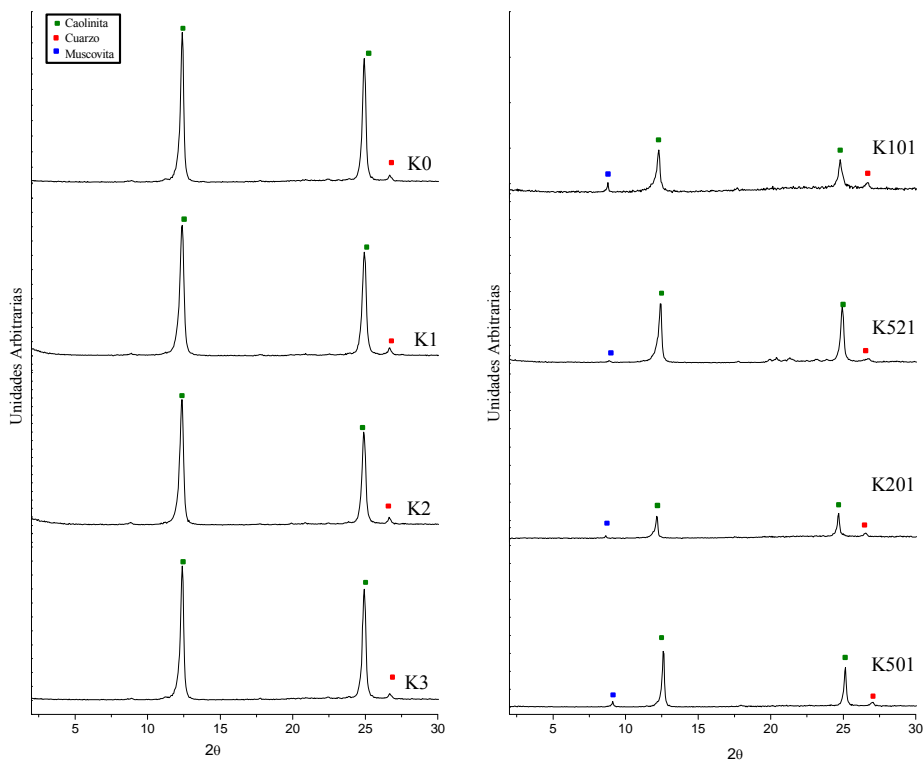 Caolinita
Cuarzo
Muscovita
K0
K1
K2
K3
Unidades Arbitrarias
5 10 15 20 25 30
2θ
K101
K521
K201
K501
Unidades Arbitrarias
5 10 15 20 25 30
2θ